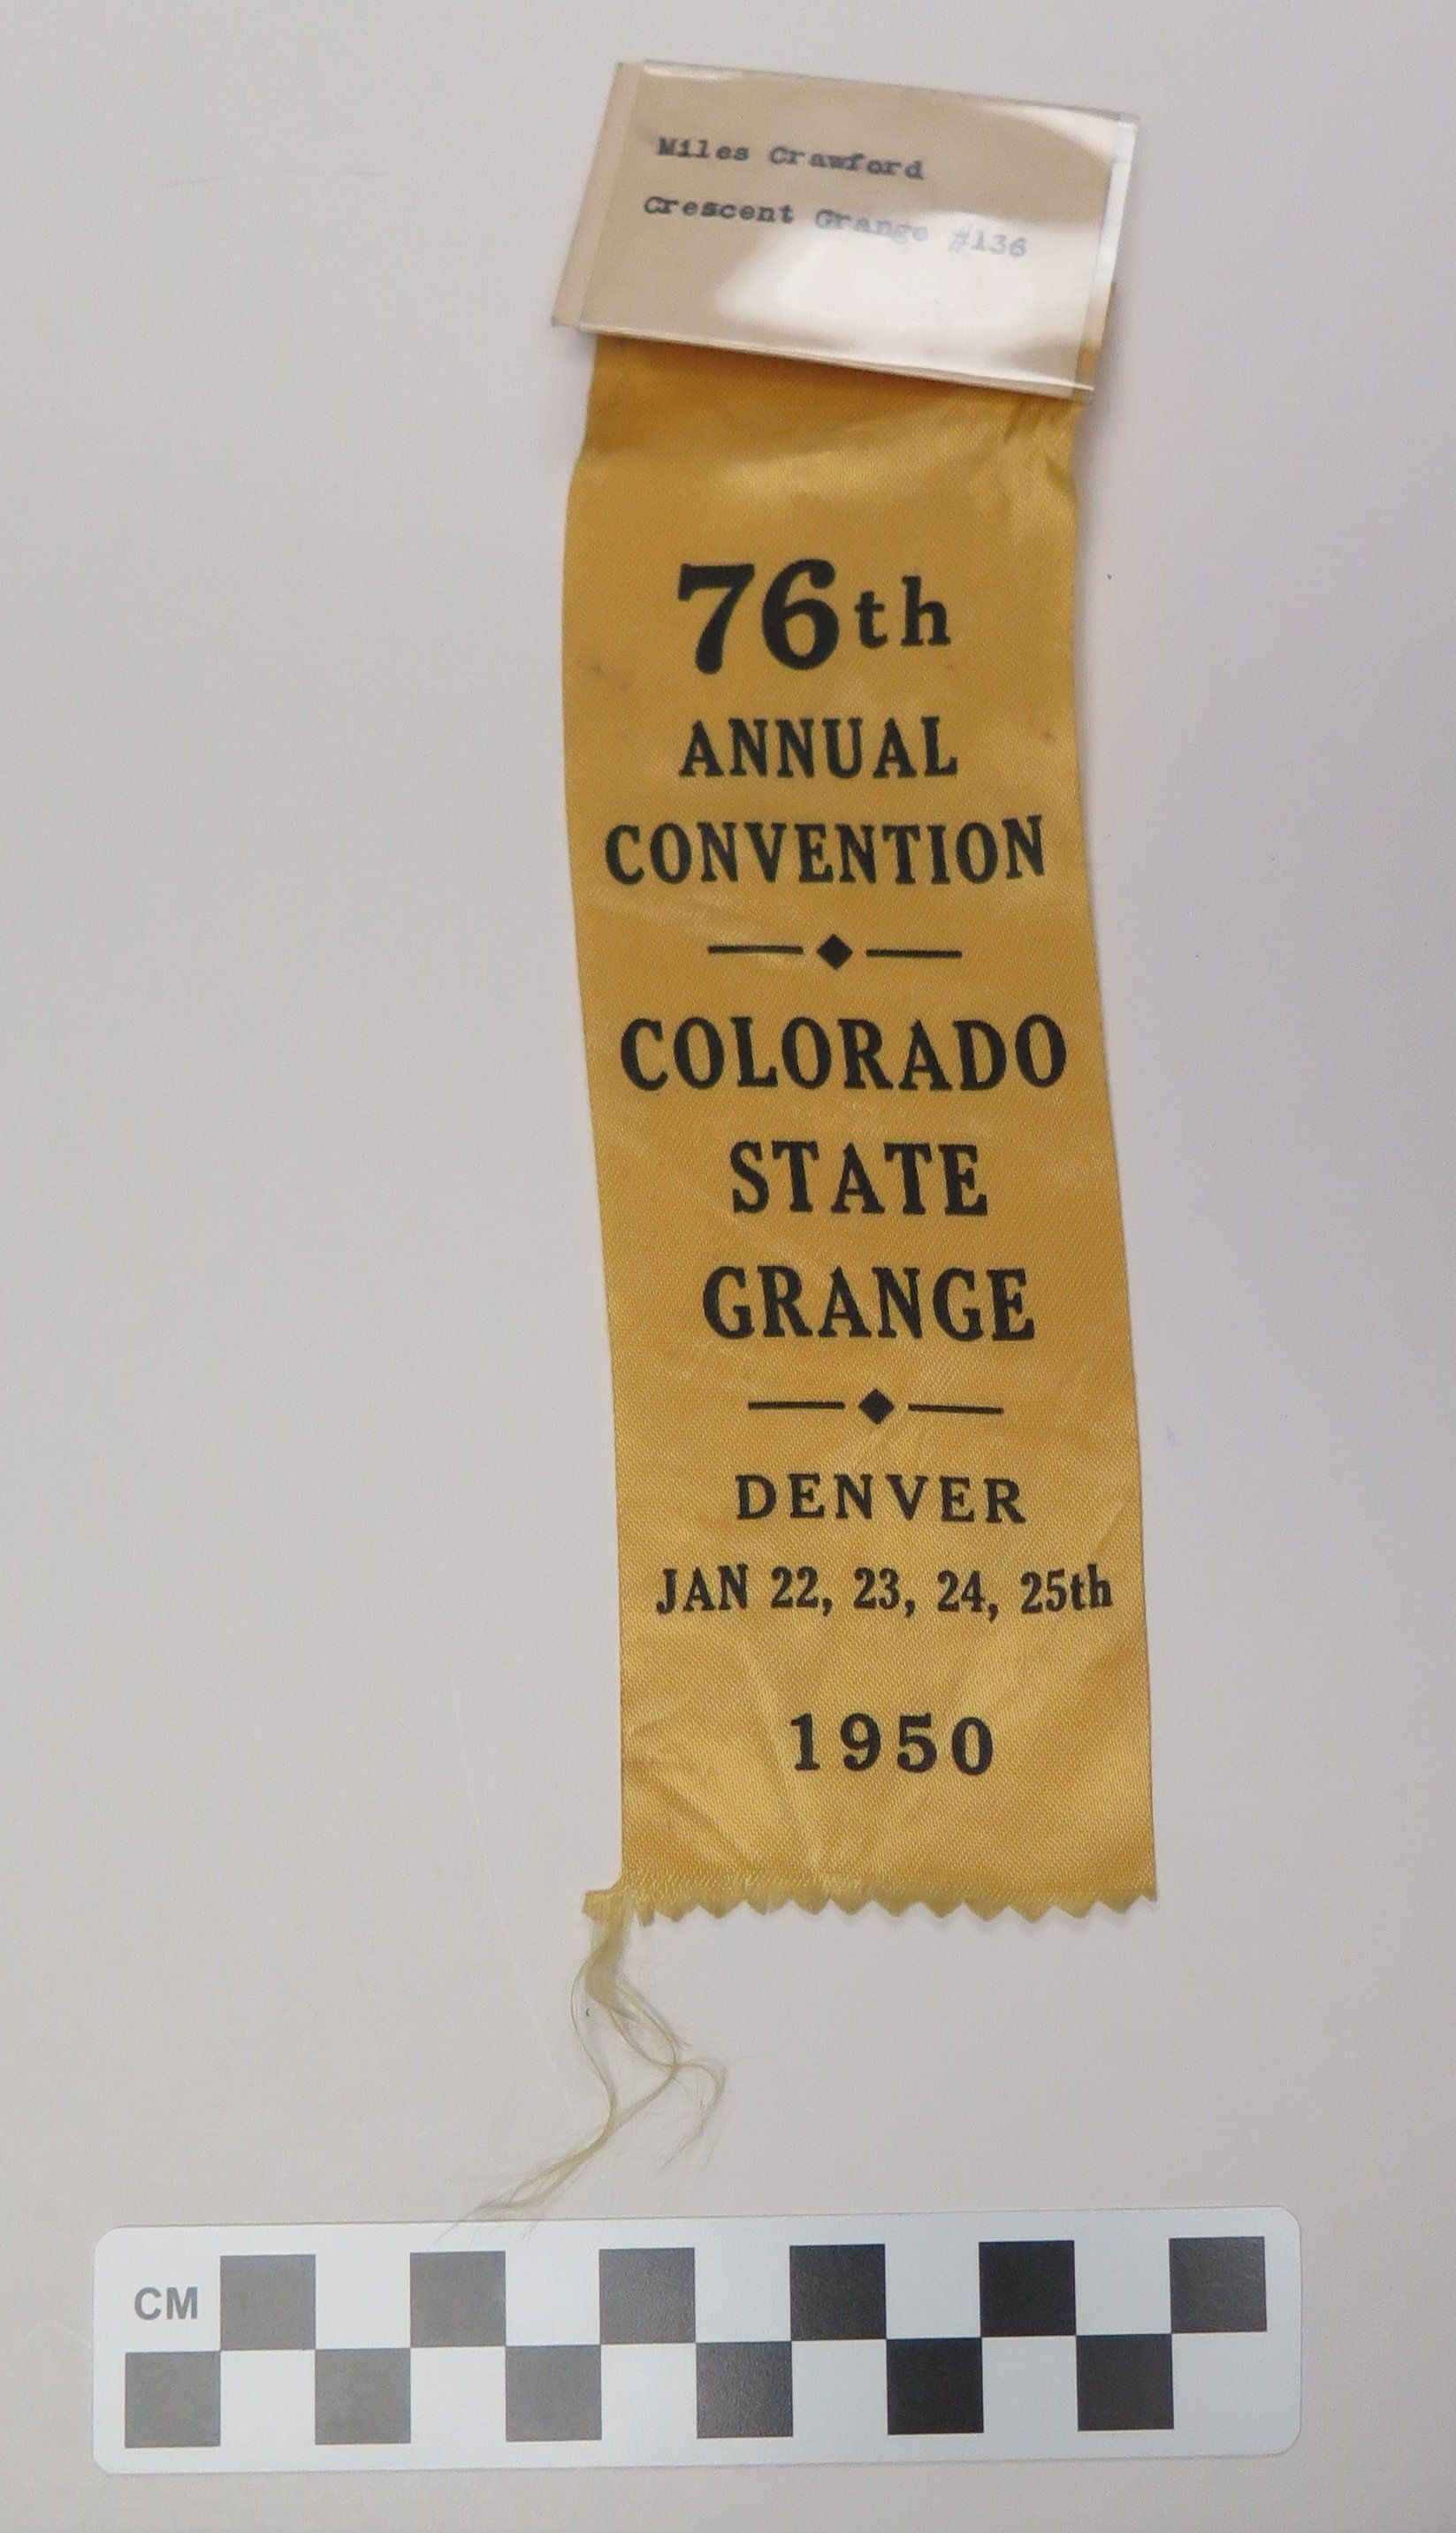 Miles Crawford
Crescent Grange #136
76th
ANNUAL
CONVENTION
COLORADO
STATE
GRANGE
DENVER
JAN 22, 23, 24, 25th
1950
CM